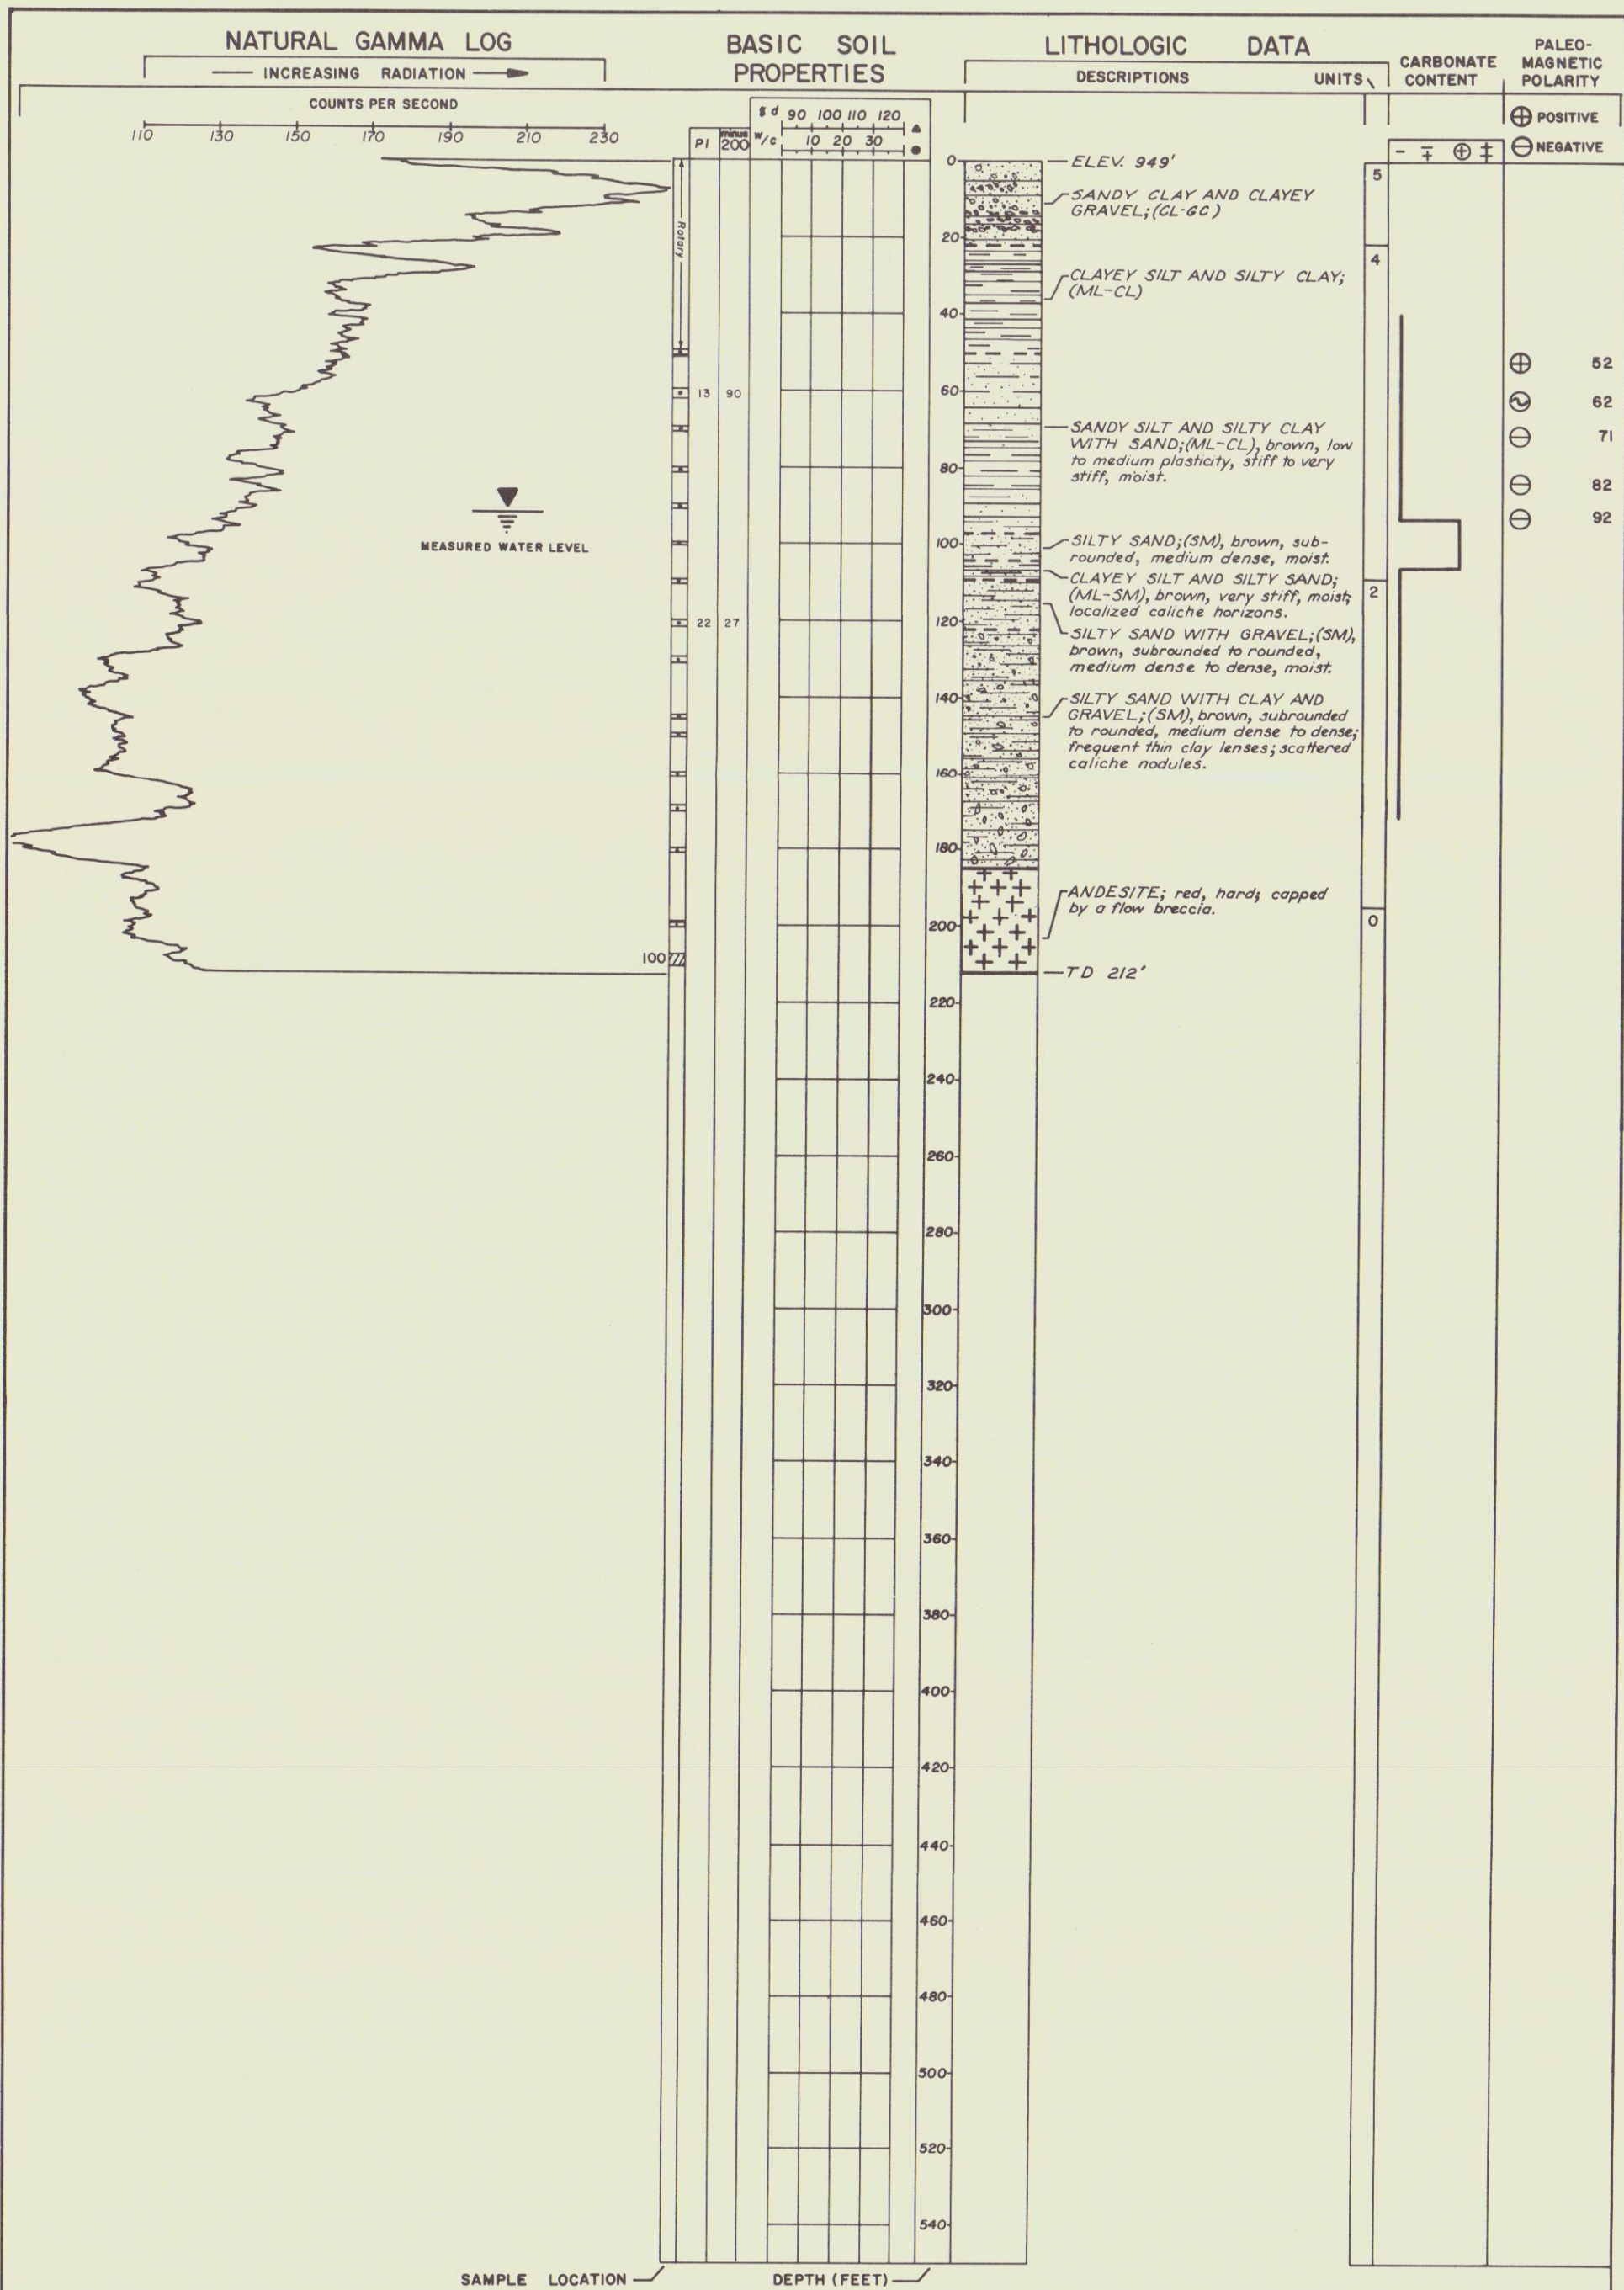 NATURAL GAMMA LOG
INCREASING RADIATION
COUNTS PER SECOND
110 130 150 170 190 210 230
BASIC SOIL
PROPERTIES
PI
minus
200
γd 90 100 110 120
w/c 10 20 30
LITHOLOGIC DATA
DESCRIPTIONS
UNITS
CARBONATE
CONTENT
- ∓ ⊕ ‡
PALEO-
MAGNETIC
POLARITY
⊕ POSITIVE
⊖ NEGATIVE
Rotary
13 90
22 27
100
MEASURED WATER LEVEL
0
20
40
60
80
100
120
140
160
180
200
220
240
260
280
300
320
340
360
380
400
420
440
460
480
500
520
540
ELEV. 949'
SANDY CLAY AND CLAYEY
GRAVEL;(CL-GC)
CLAYEY SILT AND SILTY CLAY;
(ML-CL)
SANDY SILT AND SILTY CLAY
WITH SAND;(ML-CL), brown, low
to medium plasticity, stiff to very
stiff, moist.
SILTY SAND;(SM), brown, sub-
rounded, medium dense, moist.
CLAYEY SILT AND SILTY SAND;
(ML-SM), brown, very stiff, moist;
localized caliche horizons.
SILTY SAND WITH GRAVEL;(SM),
brown, subrounded to rounded,
medium dense to dense, moist.
SILTY SAND WITH CLAY AND
GRAVEL;(SM), brown, subrounded
to rounded, medium dense to dense;
frequent thin clay lenses; scattered
caliche nodules.
ANDESITE; red, hard; capped
by a flow breccia.
TD 212'
5
4
2
0
⊕ 52
62
⊖ 71
⊖ 82
⊖ 92
SAMPLE LOCATION
DEPTH (FEET)